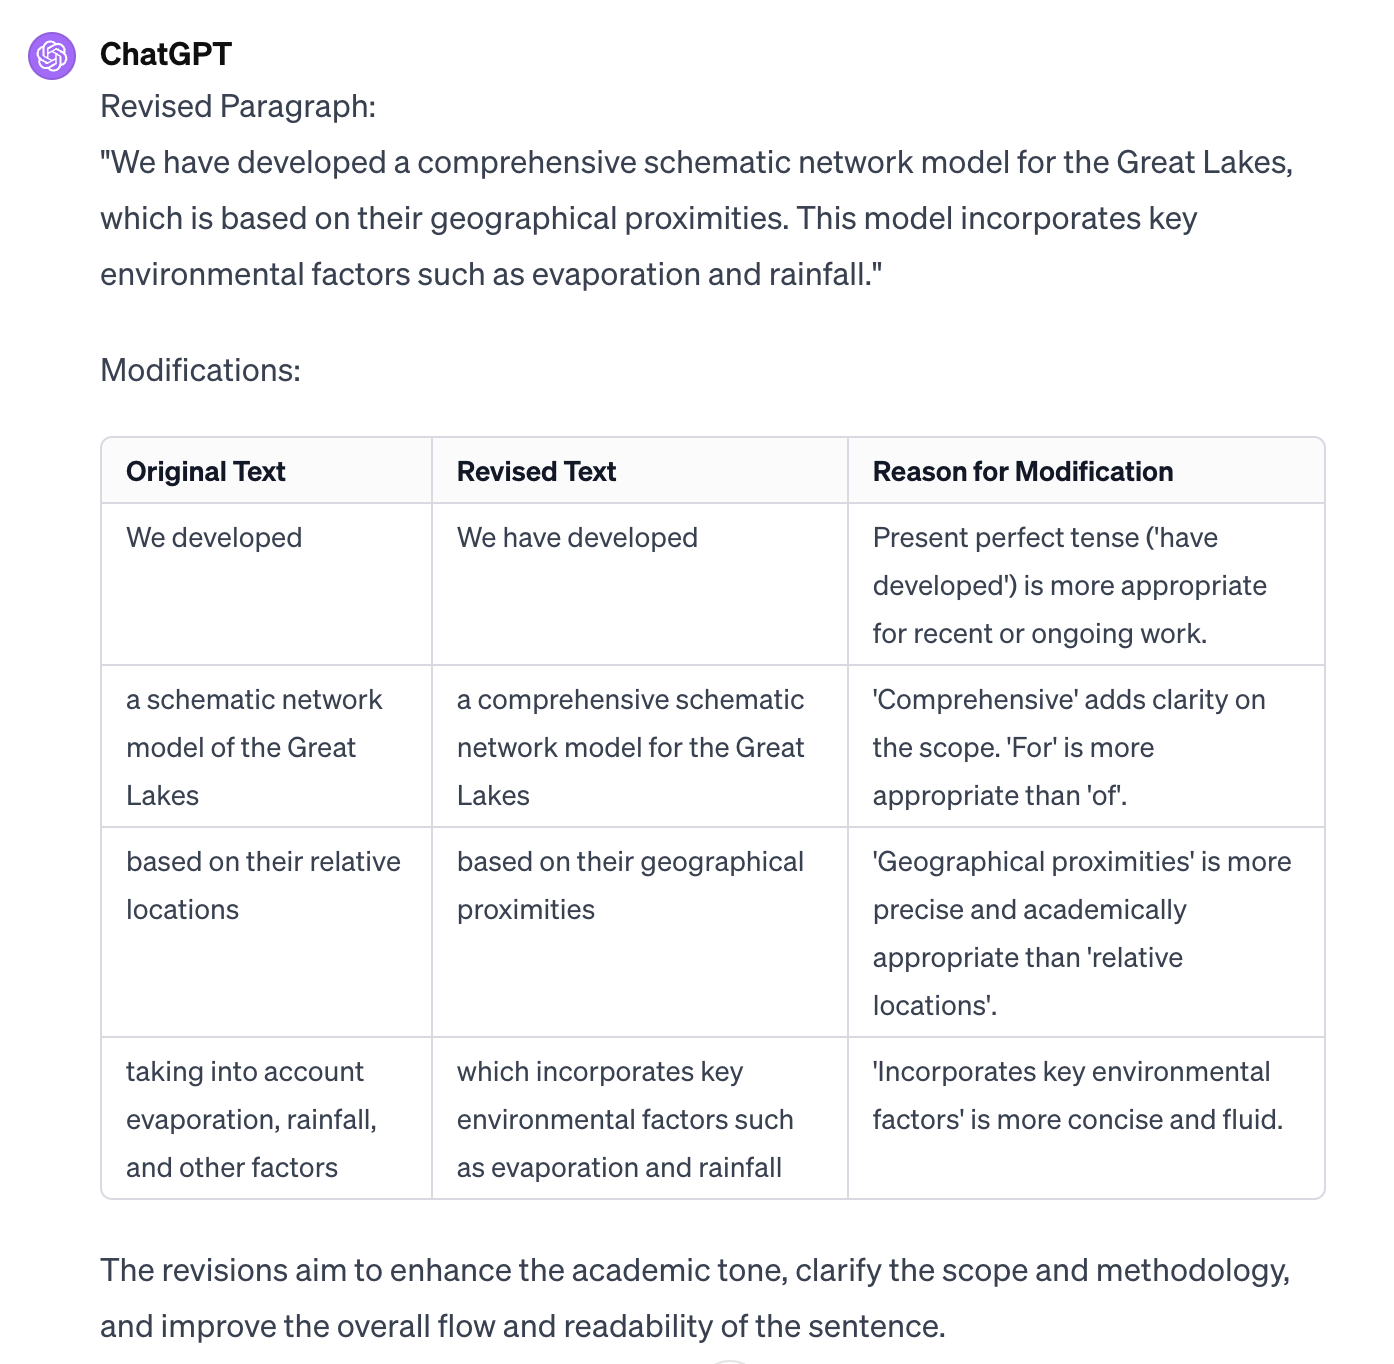 ChatGPT
Revised Paragraph:
"We have developed a comprehensive schematic network model for the Great Lakes,
which is based on their geographical proximities. This model incorporates key
environmental factors such as evaporation and rainfall."
Modifications:
Original Text
Revised Text
Reason for Modification
We developed
We have developed
Present perfect tense ('have
developed') is more appropriate
for recent or ongoing work.
a schematic network
model of the Great
Lakes
a comprehensive schematic
network model for the Great
Lakes
'Comprehensive' adds clarity on
the scope. 'For' is more
appropriate than 'of'.
based on their relative
locations
based on their geographical
proximities
'Geographical proximities' is more
precise and academically
appropriate than 'relative
locations'.
taking into account
evaporation, rainfall,
and other factors
which incorporates key
environmental factors such
as evaporation and rainfall
'Incorporates key environmental
factors' is more concise and fluid.
The revisions aim to enhance the academic tone, clarify the scope and methodology,
and improve the overall flow and readability of the sentence.